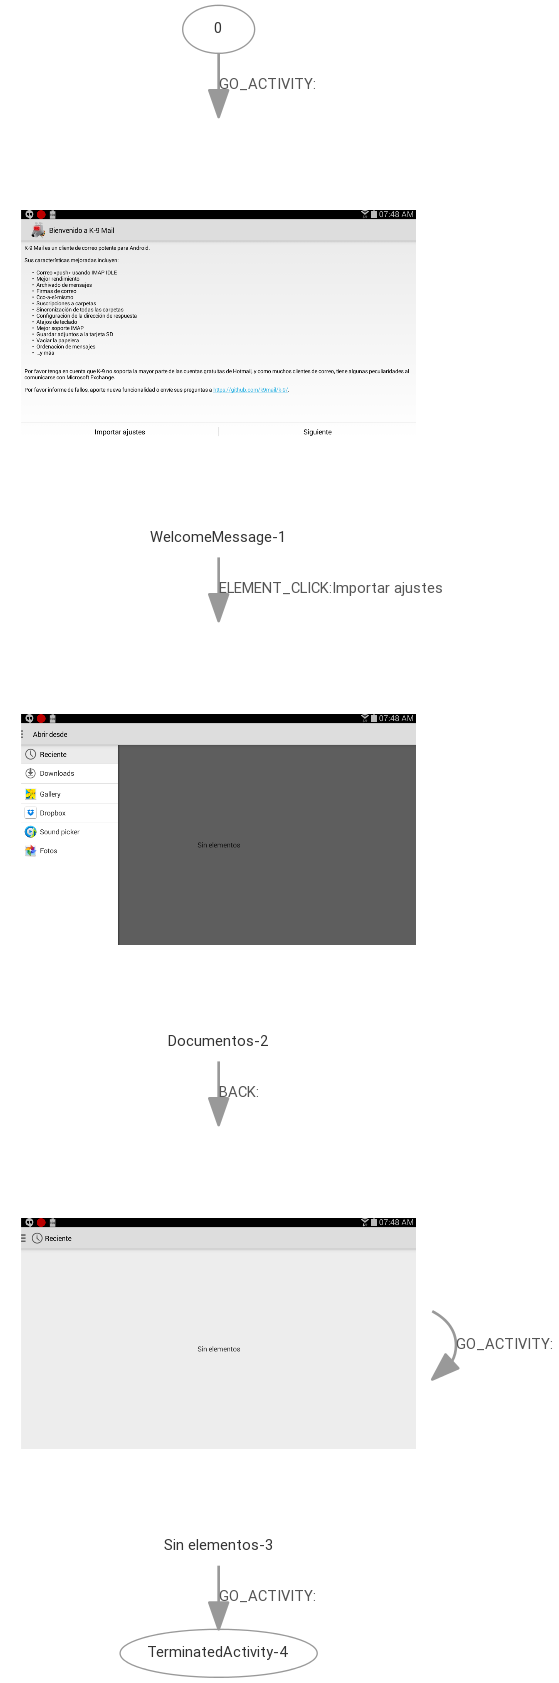 0
GO_ACTIVITY:
07:48 AM
Bienvenido a K-9 Mail
K-9 Mail es un cliente de correo potente para Android.
Sus características mejoradas incluyen:
• Correo «push» usando IMAP IDLE
• Mejor rendimiento
• Archivado de mensajes
• Firmas de correo
• Cco-a-sí-mismo
• Suscripciones a carpetas
• Sincronización de todas las carpetas
• Configuración de la dirección de respuesta
• Atajos de teclado
• Mejor soporte IMAP
• Guardar adjuntos a la tarjeta SD
• Vaciar la papelera
• Ordenación de mensajes
• ...y más
Por favor tenga en cuenta que K-9 no soporta la mayor parte de las cuentas gratuitas de Hotmail; y como muchos clientes de correo, tiene algunas peculiaridades al
comunicarse con Microsoft Exchange.
Por favor informe de fallos, aporte nueva funcionalidad o envíe sus preguntas a https://github.com/k9mail/k-9/.
Importar ajustes Siguiente
WelcomeMessage-1
ELEMENT_CLICK:Importar ajustes
07:48 AM
Abrir desde
Reciente
Downloads
Gallery
Dropbox
Sin elementos
Sound picker
Fotos
Documentos-2
BACK:
07:48 AM
Reciente
GO_ACTIVITY:
Sin elementos
Sin elementos-3
GO_ACTIVITY:
TerminatedActivity-4